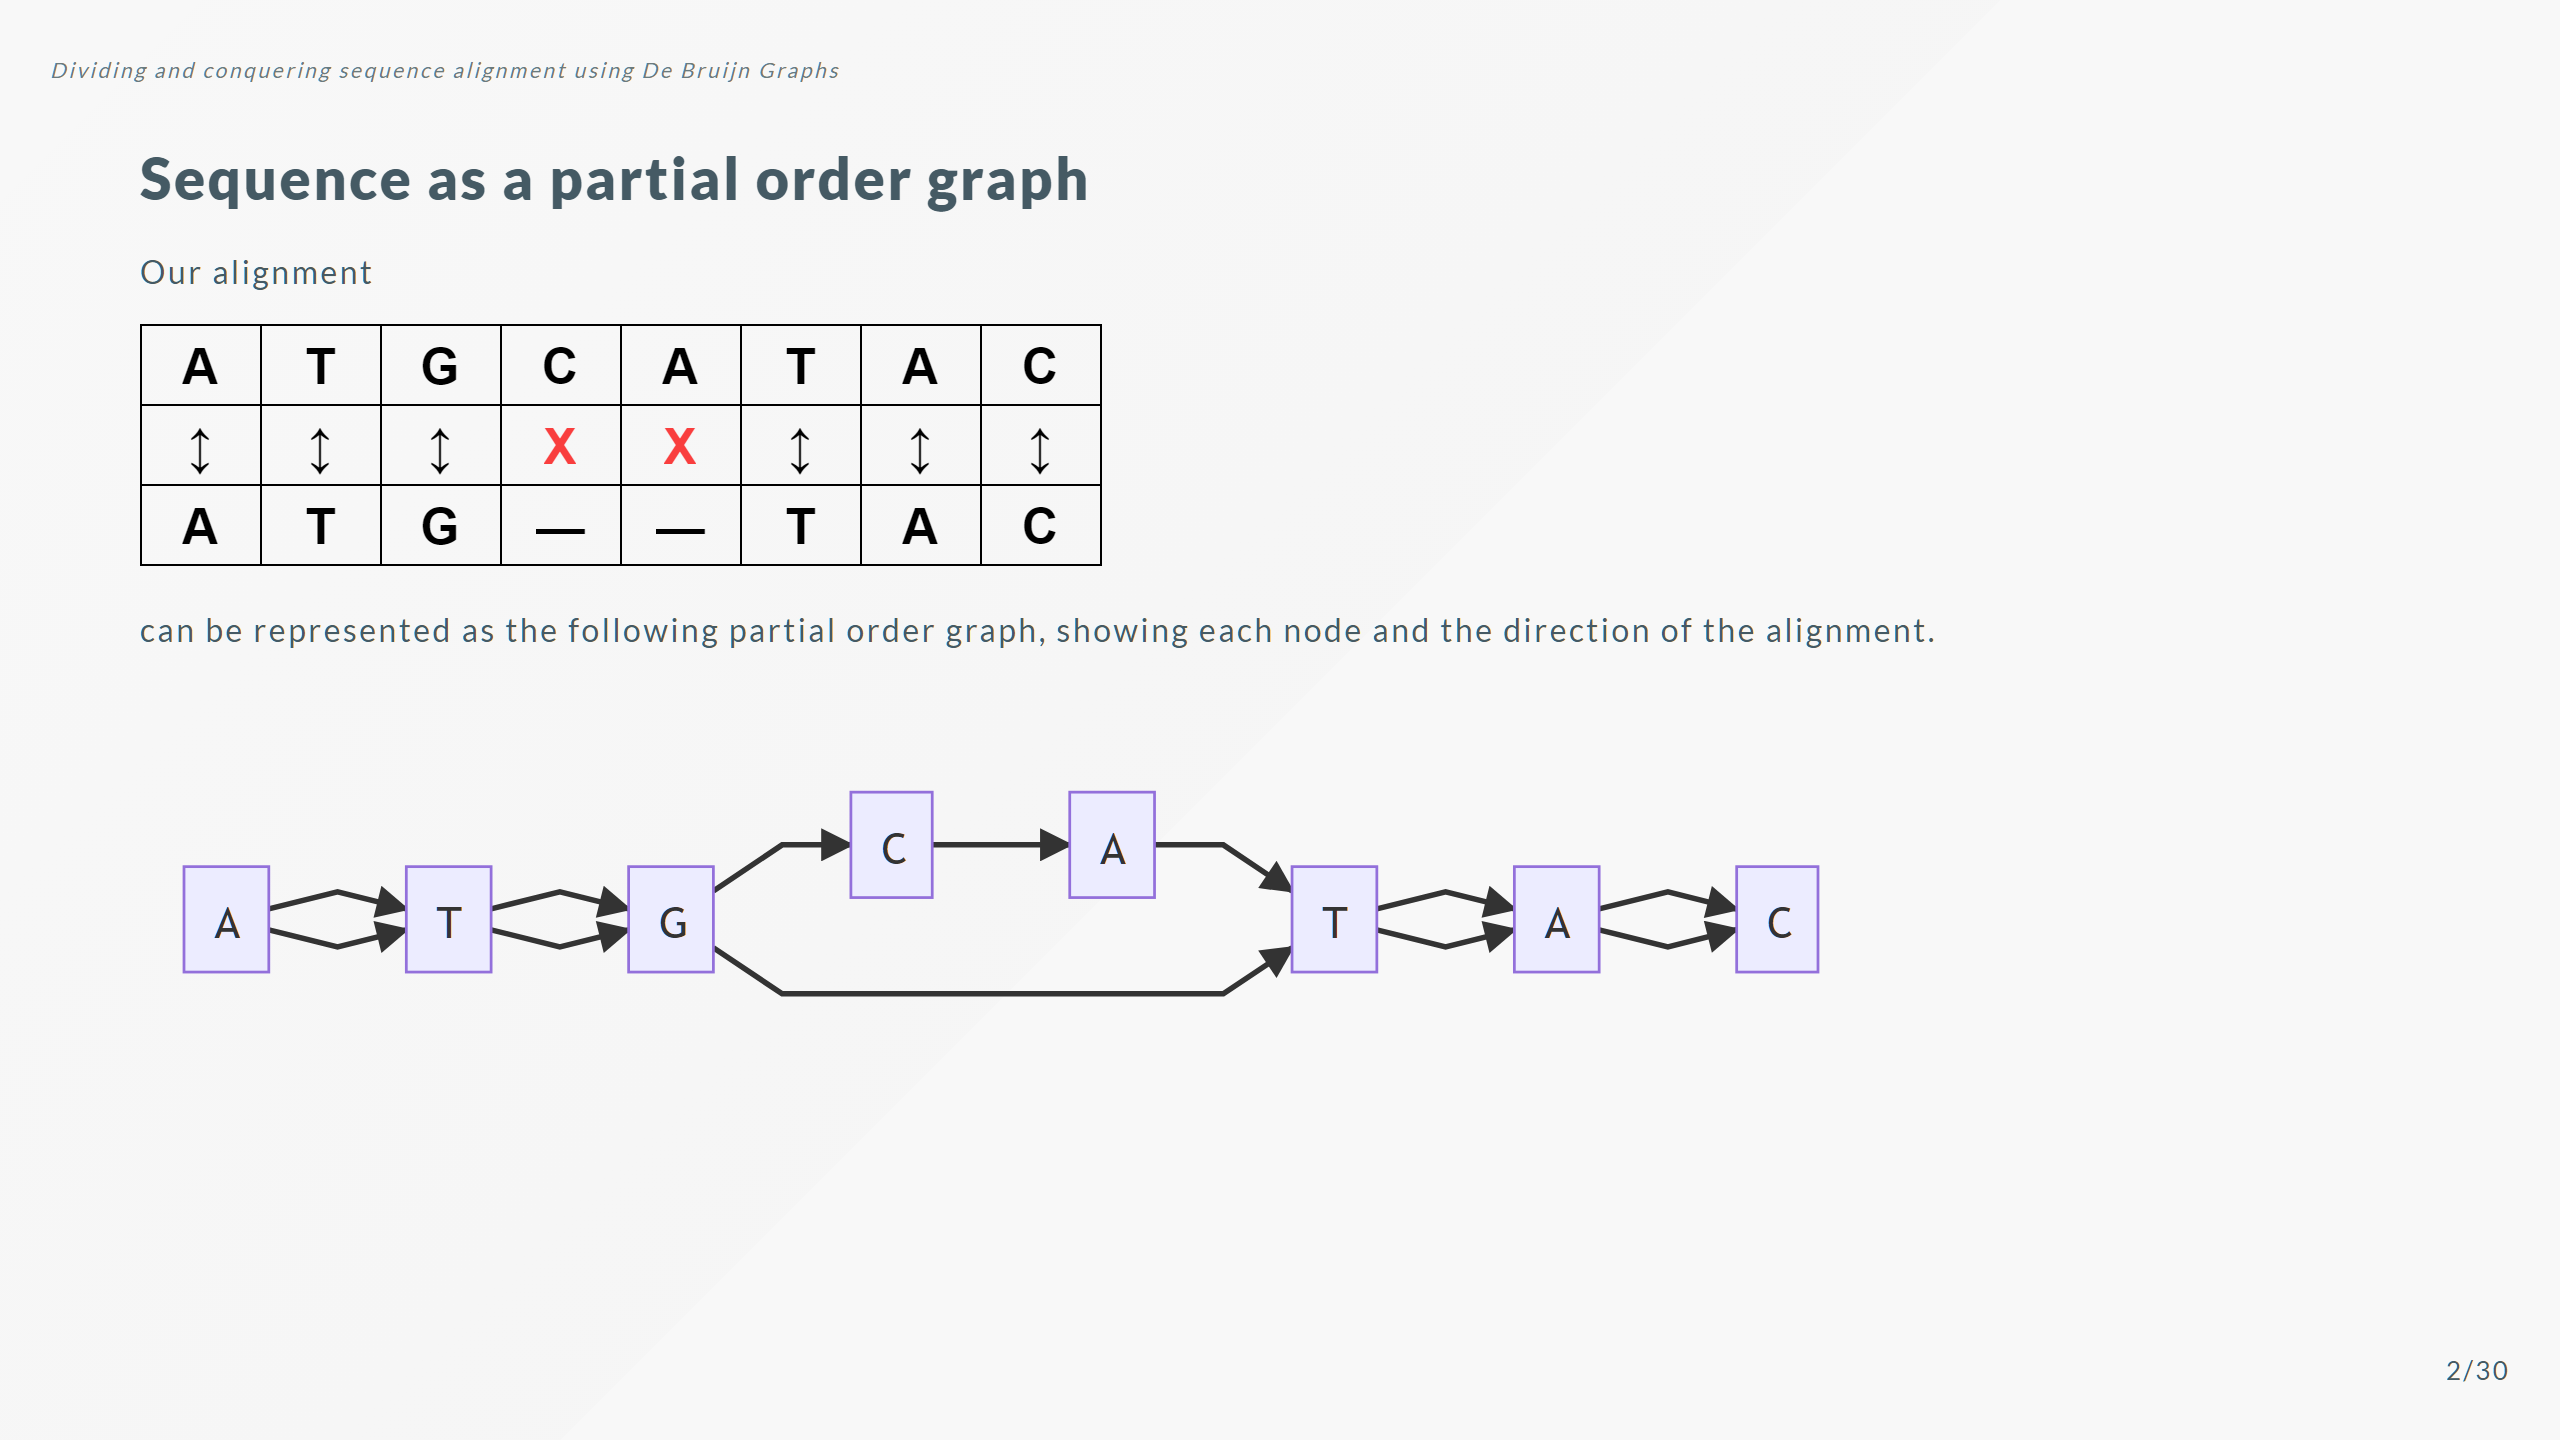 Dividing and conquering sequence alignment using De Bruijn Graphs
Sequence as a partial order graph
Our alignment
A T G C A T A C
↕ ↕ ↕ X X ↕ ↕ ↕
A T G — — T A C
can be represented as the following partial order graph, showing each node and the direction of the alignment.
C A
A T G T A C
2/30